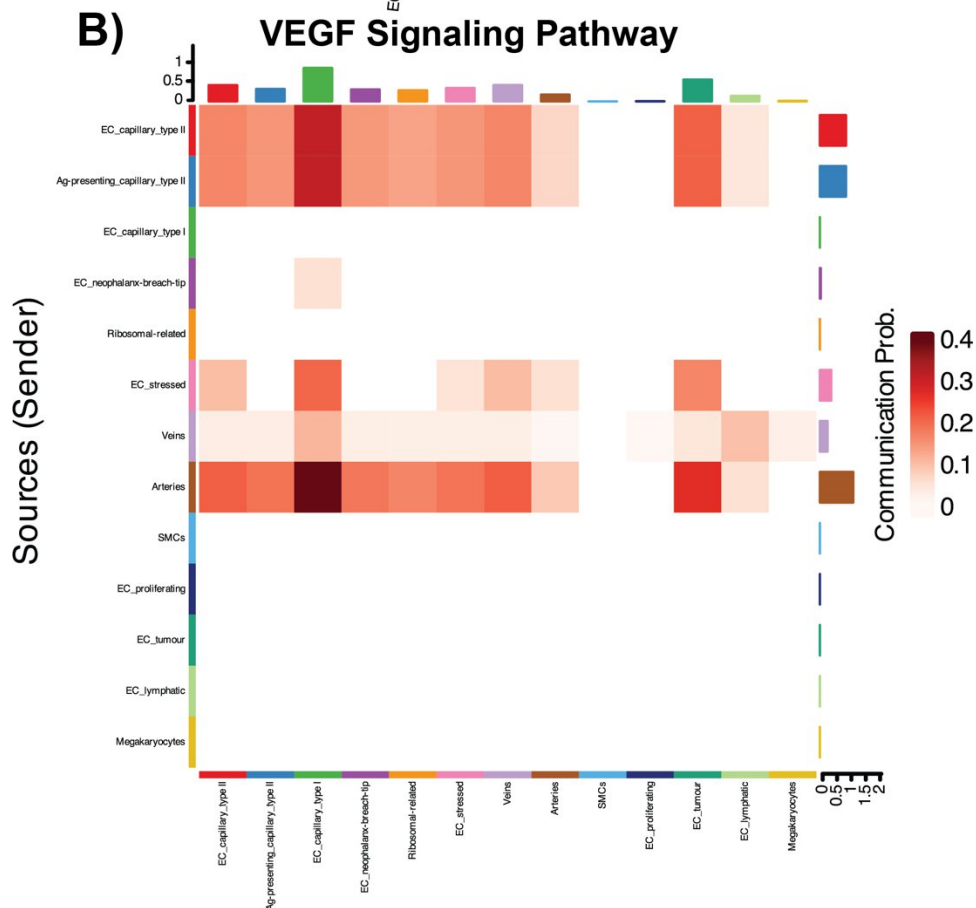 B)
VEGF Signaling Pathway
1
0.5
0
EC_capillary_type II
Ag-presenting_capillary_type II
EC_capillary_type I
EC_neophalanx-breach-tip
Ribosomal-related
EC_stressed
Veins
Arteries
SMCs
EC_proliferating
EC_tumour
EC_lymphatic
Megakaryocytes
Sources (Sender)
Communication Prob.
0.4
0.3
0.2
0.1
0
EC_capillary_type II
Ag-presenting_capillary_type II
EC_capillary_type I
EC_neophalanx-breach-tip
Ribosomal-related
EC_stressed
Veins
Arteries
SMCs
EC_proliferating
EC_tumour
EC_lymphatic
Megakaryocytes
0
0.5
1
1.5
2